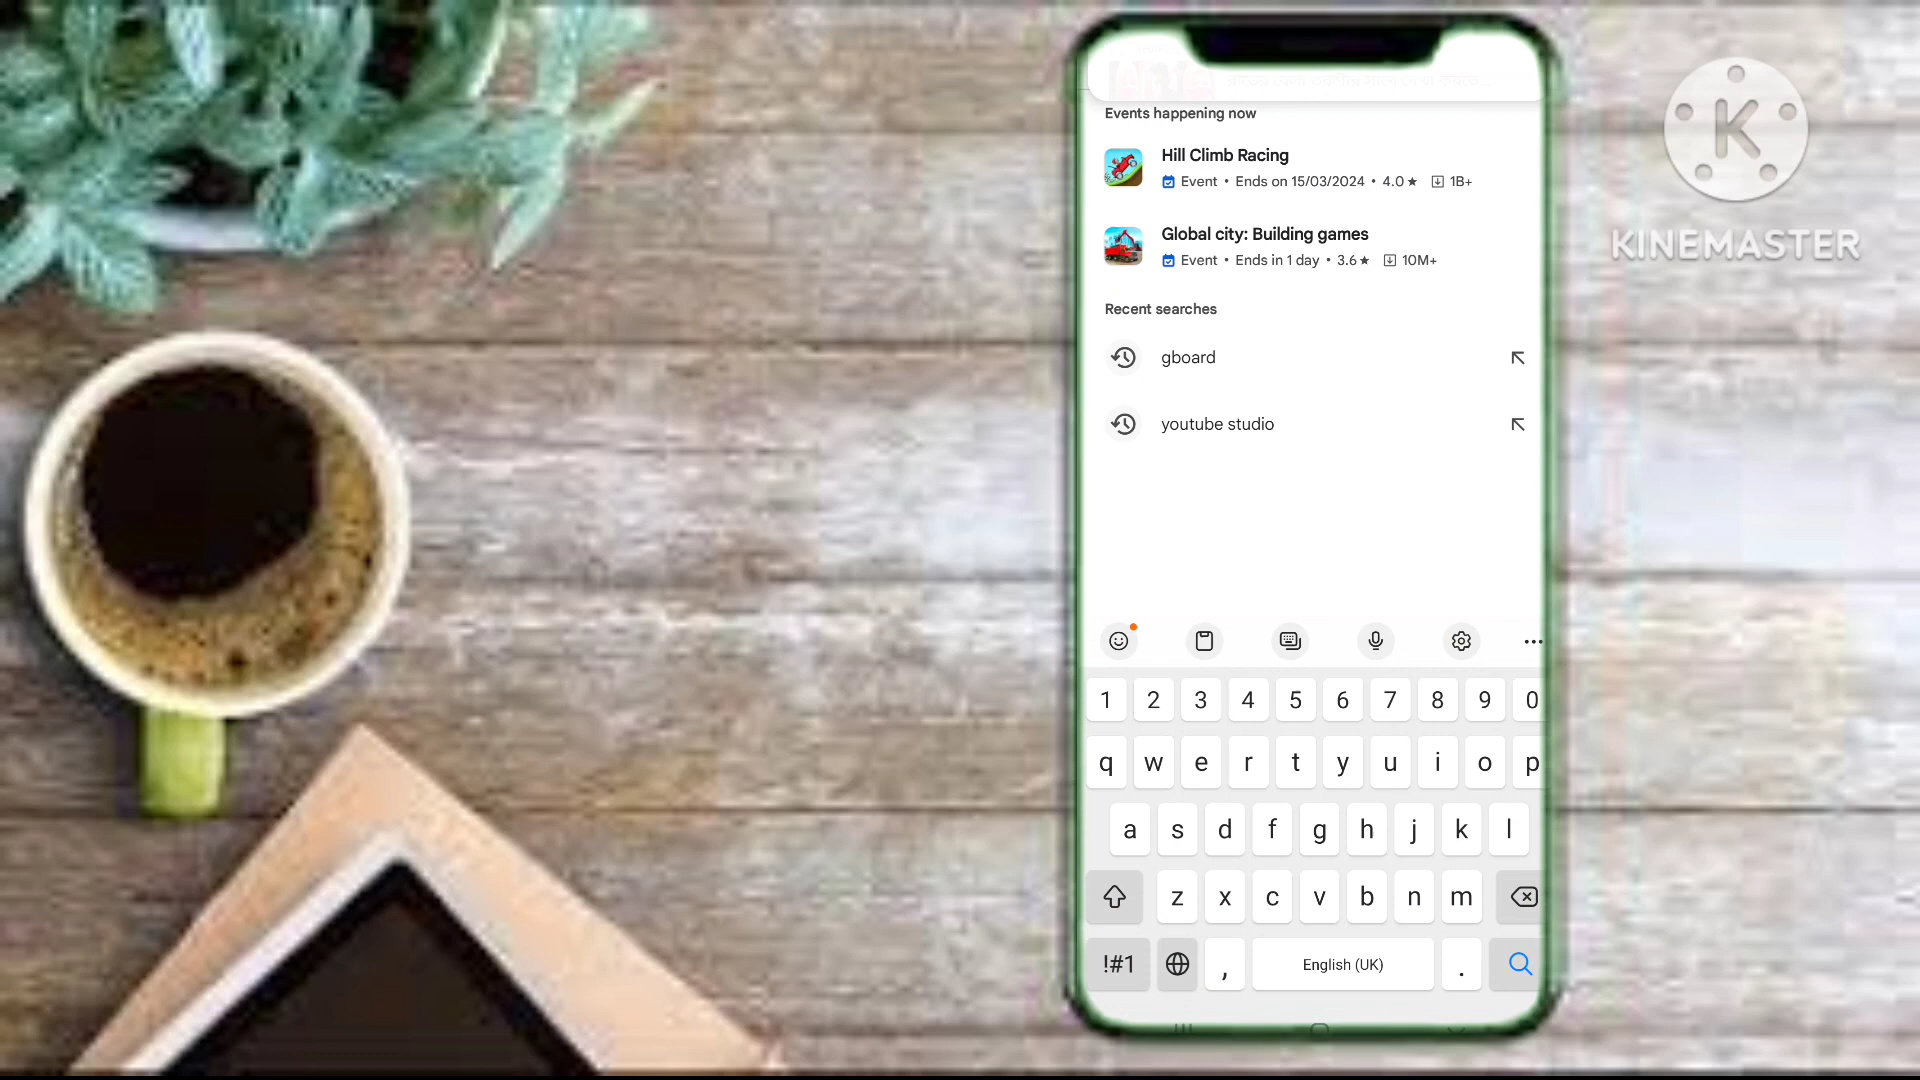 Events happening now
Hill Climb Racing
Event • Ends on 15/03/2024 • 4.0 ★ 1B+
Global city: Building games
Event • Ends in 1 day • 3.6 ★ 10M+
Recent searches
gboard
youtube studio
1 2 3 4 5 6 7 8 9 0
q w e r t y u i o p
a s d f g h j k l
z x c v b n m
!#1 , English (UK) .
K
KINEMASTER